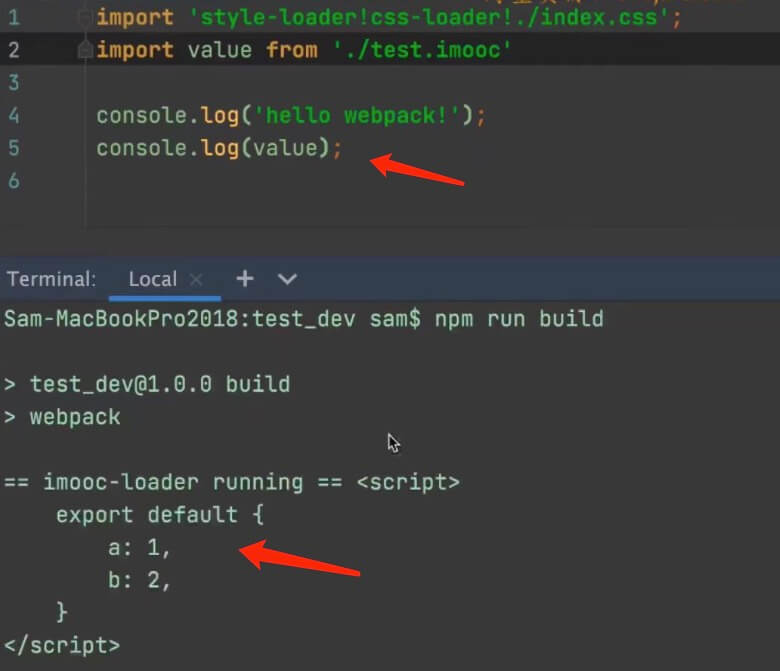 1 import 'style-loader!css-loader!./index.css';
2 import value from './test.imooc'
3
4 console.log('hello webpack!');
5 console.log(value);
6
Terminal: Local × + 
Sam-MacBookPro2018:test_dev sam$ npm run build
> test_dev@1.0.0 build
> webpack
== imooc-loader running == <script>
export default {
a: 1,
b: 2,
}
</script>